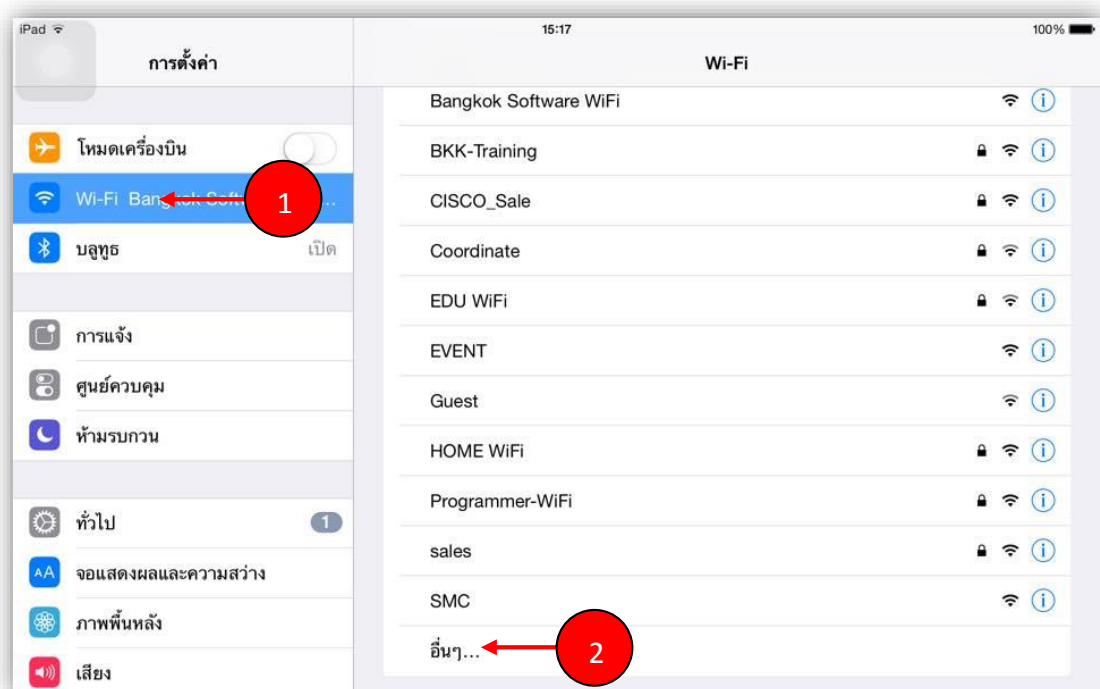 iPad 15:17 100%
การตั้งค่า
Wi-Fi
โหมดเครื่องบิน
Wi-Fi Bangkok Soft ...
1
บลูทูธ เปิด
การแจ้ง
ศูนย์ควบคุม
ห้ามรบกวน
ทั่วไป 1
AA จอแสดงผลและความสว่าง
ภาพพื้นหลัง
เสียง
Bangkok Software WiFi
BKK-Training
CISCO_Sale
Coordinate
EDU WiFi
EVENT
Guest
HOME WiFi
Programmer-WiFi
sales
SMC
อื่นๆ...
2